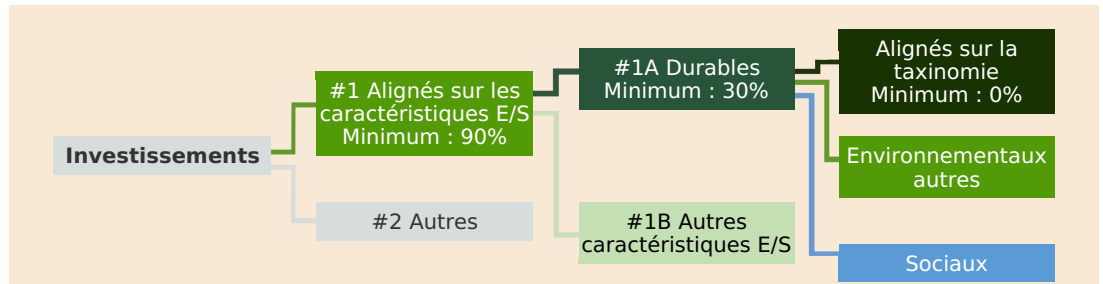 Investissements
#1 Alignés sur les
caractéristiques E/S
Minimum : 90%
#2 Autres
#1A Durables
Minimum : 30%
#1B Autres
caractéristiques E/S
Alignés sur la
taxinomie
Minimum : 0%
Environnementaux
autres
Sociaux